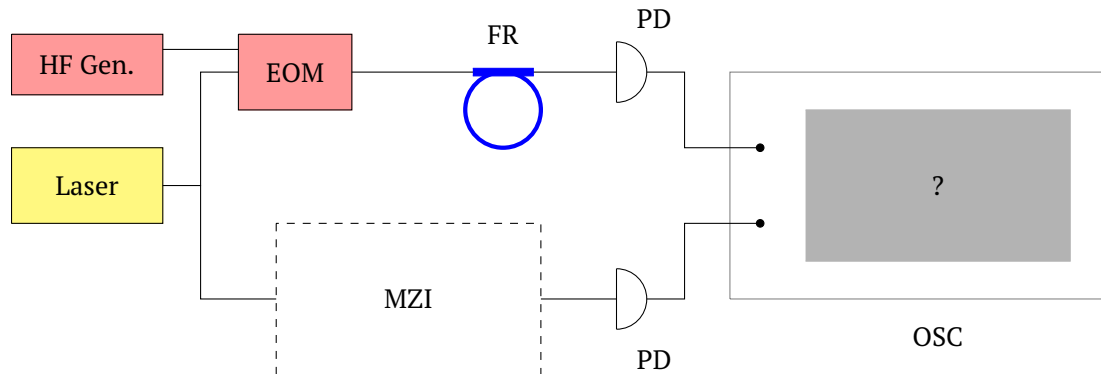 PD
FR
HF Gen.
EOM
Laser
?
MZI
OSC
PD